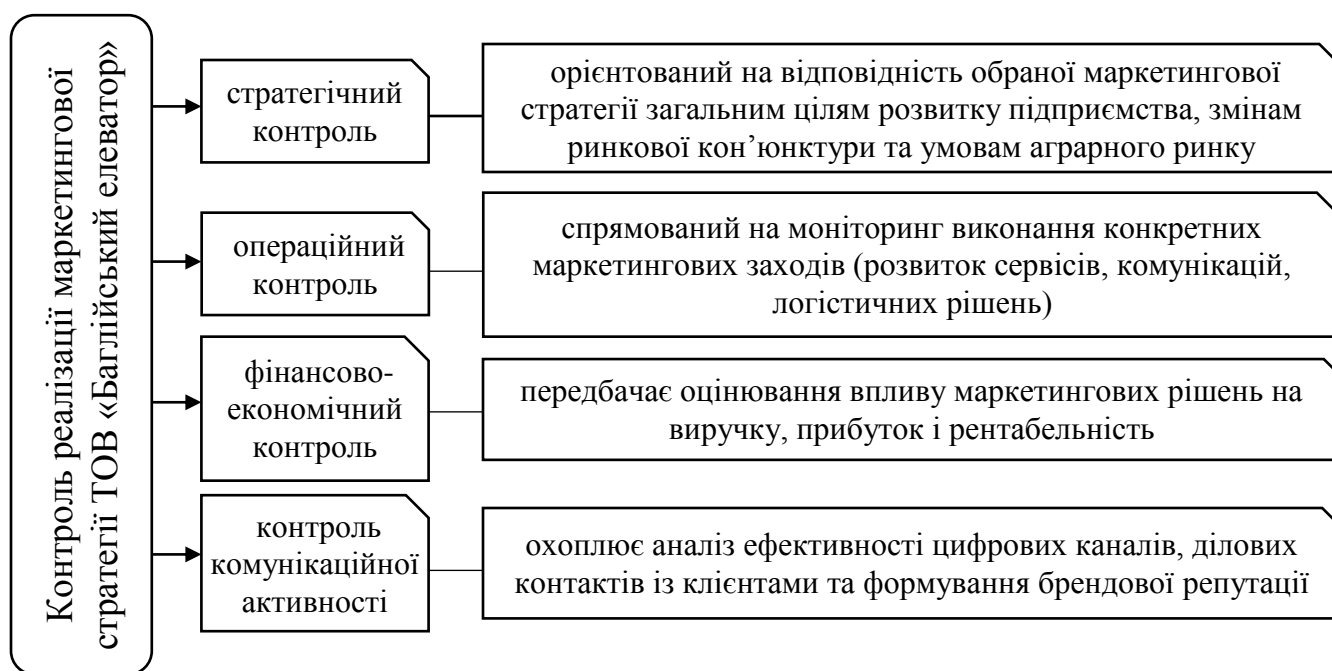 Контроль реалізації маркетингової
стратегії ТОВ «Баглійський елеватор»
стратегічний
контроль
орієнтований на відповідність обраної маркетингової
стратегії загальним цілям розвитку підприємства, змінам
ринкової кон’юнктури та умовам аграрного ринку
операційний
контроль
спрямований на моніторинг виконання конкретних
маркетингових заходів (розвиток сервісів, комунікацій,
логістичних рішень)
фінансово-
економічний
контроль
передбачає оцінювання впливу маркетингових рішень на
виручку, прибуток і рентабельність
контроль
комунікаційної
активності
охоплює аналіз ефективності цифрових каналів, ділових
контактів із клієнтами та формування брендової репутації